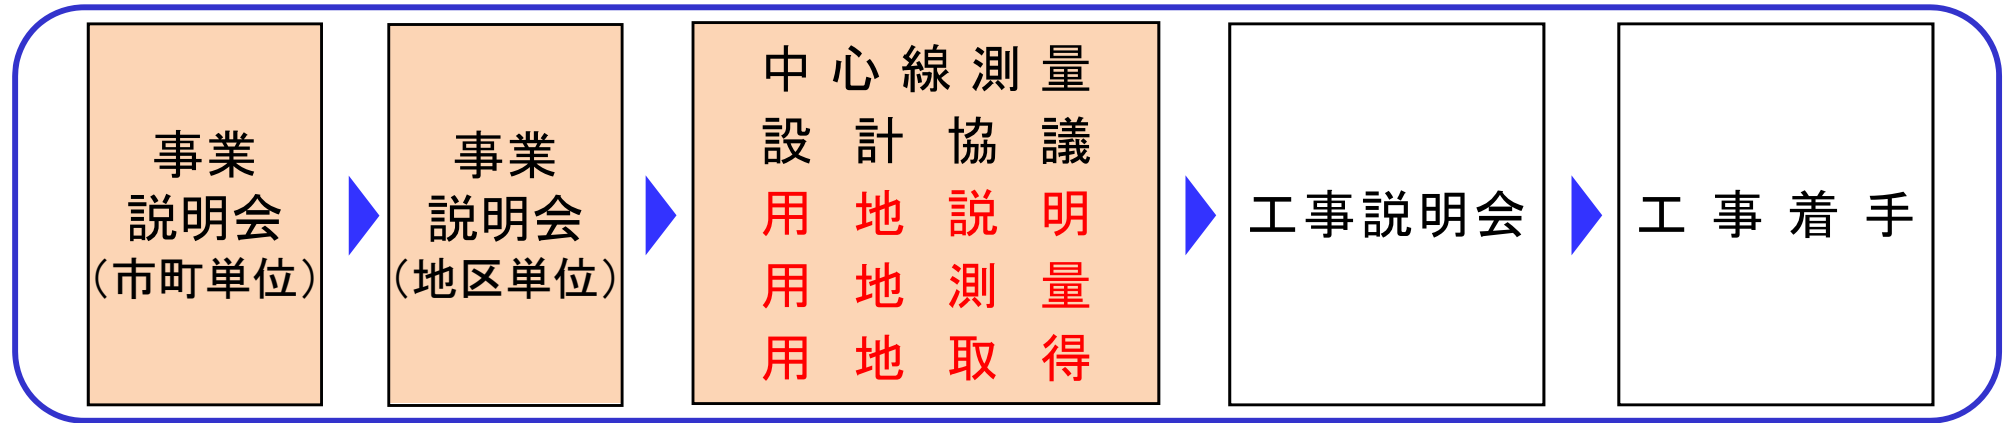 事業
説明会
（市町単位）
事業
説明会
（地区単位）
中心線測量
設計協議
用地説明
用地測量
用地取得
工事説明会
工事着手